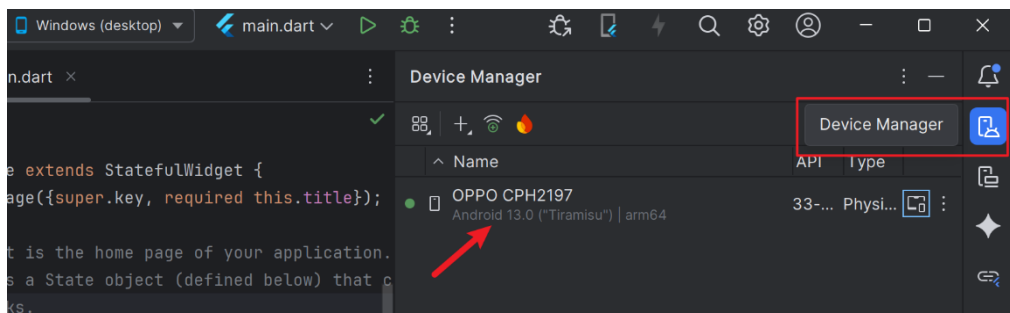 Windows (desktop)
main.dart
n.dart
Device Manager
Device Manager
Name
API
Type
e extends StatefulWidget {
age({super.key, required this.title});
OPPO CPH2197
Android 13.0 ("Tiramisu") | arm64
33-... Physi...
t is the home page of your application.
s a State object (defined below) that c
ks.